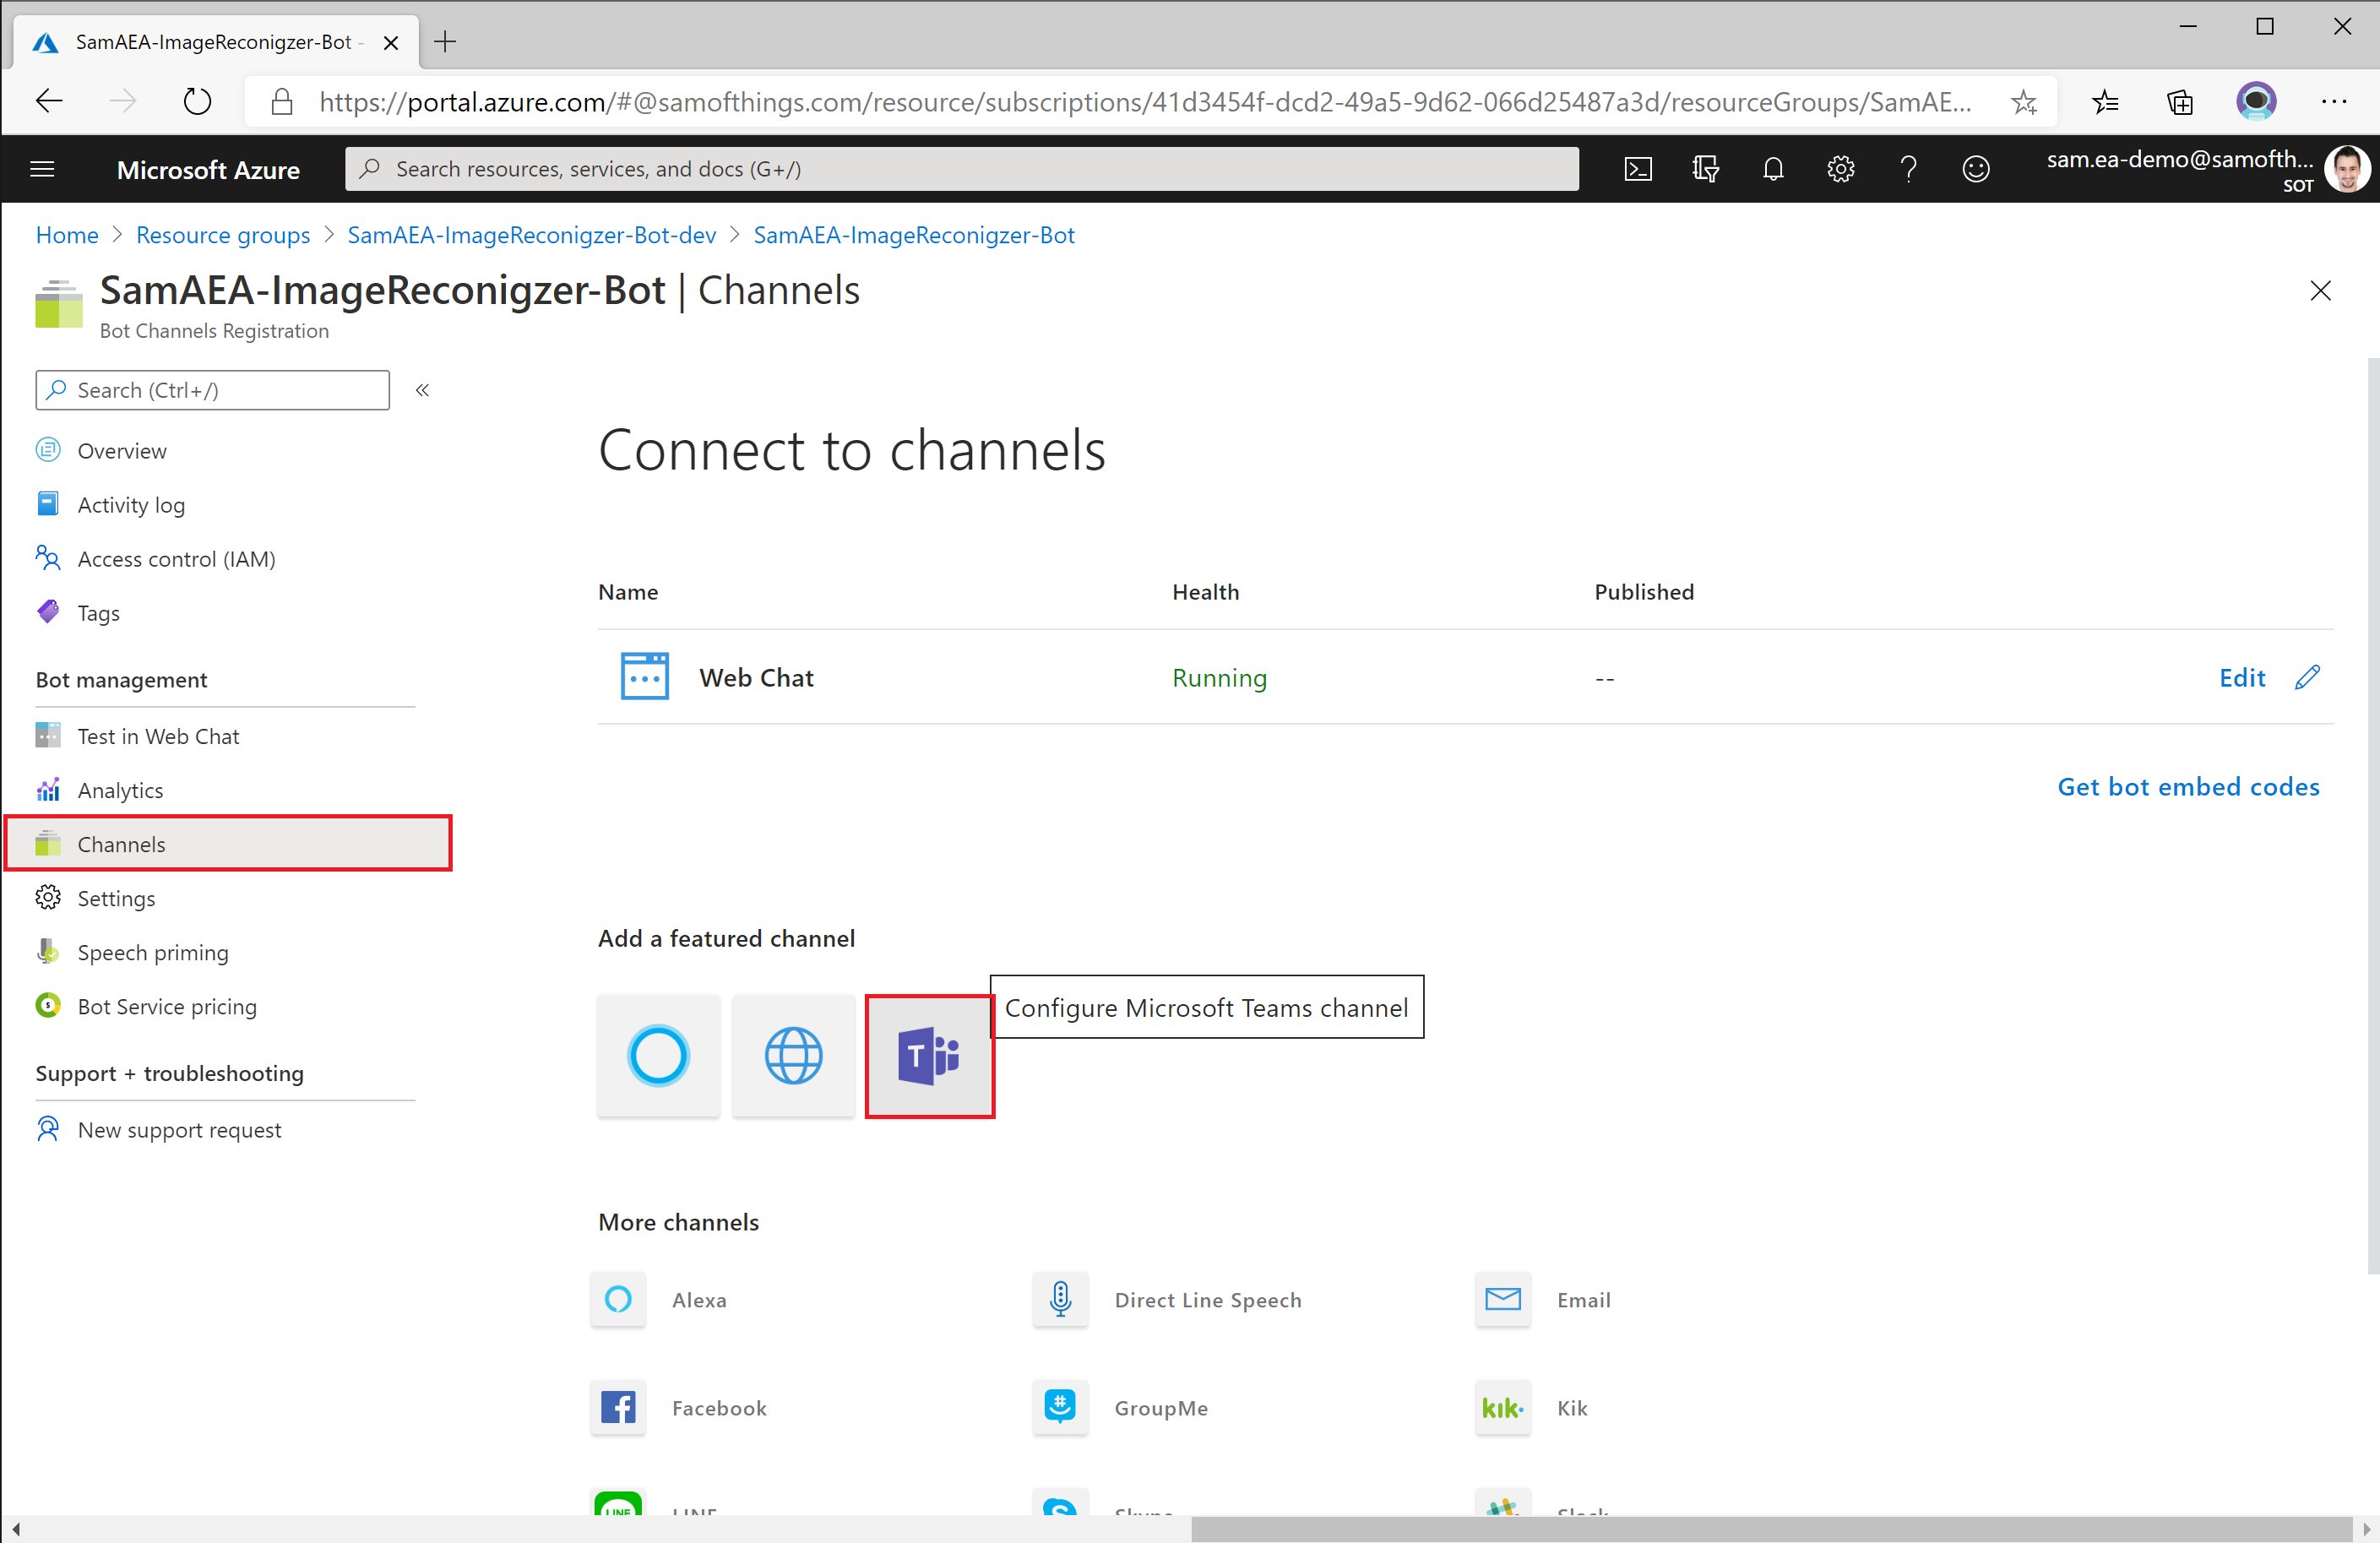 SamAEA-ImageReconigzer-Bot -
https://portal.azure.com/#@samofthings.com/resource/subscriptions/41d3454f-dcd2-49a5-9d62-066d25487a3d/resourceGroups/SamAE...
Microsoft Azure
Search resources, services, and docs (G+/)
sam.ea-demo@samofth...
SOT
Home > Resource groups > SamAEA-ImageReconigzer-Bot-dev > SamAEA-ImageReconigzer-Bot
SamAEA-ImageReconigzer-Bot | Channels
Bot Channels Registration
Search (Ctrl+/)
Overview
Activity log
Access control (IAM)
Tags
Bot management
Test in Web Chat
Analytics
Channels
Settings
Speech priming
Bot Service pricing
Support + troubleshooting
New support request
Connect to channels
Name Health Published
Web Chat Running -- Edit
Get bot embed codes
Add a featured channel
T
Configure Microsoft Teams channel
More channels
Alexa Direct Line Speech Email
Facebook GroupMe kik. Kik
LINE LINE Skype Slack